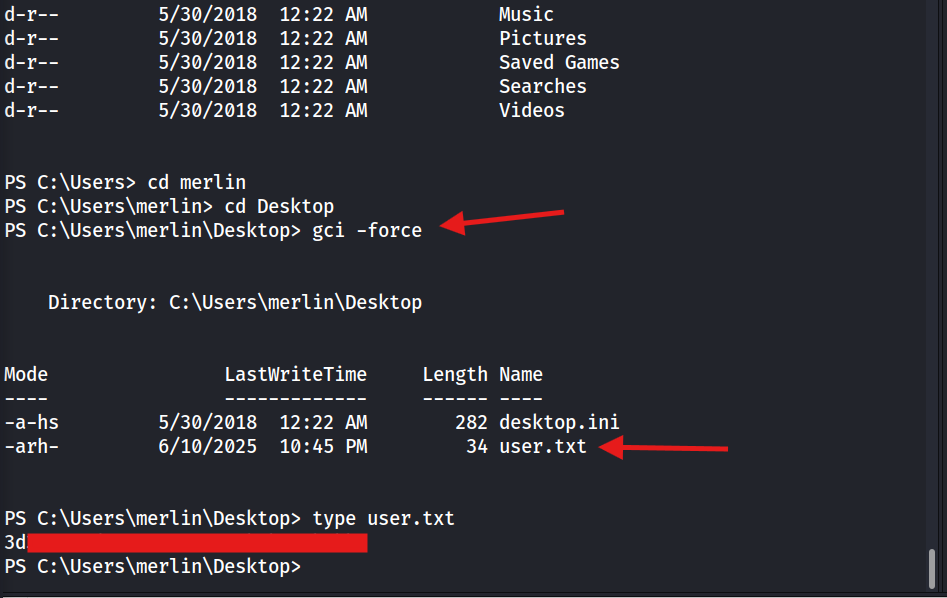 d-r-- 5/30/2018 12:22 AM Music
d-r-- 5/30/2018 12:22 AM Pictures
d-r-- 5/30/2018 12:22 AM Saved Games
d-r-- 5/30/2018 12:22 AM Searches
d-r-- 5/30/2018 12:22 AM Videos
PS C:\Users> cd merlin
PS C:\Users\merlin> cd Desktop
PS C:\Users\merlin\Desktop> gci -force
Directory: C:\Users\merlin\Desktop
Mode LastWriteTime Length Name
---- ------------- ------ ----
-a-hs 5/30/2018 12:22 AM 282 desktop.ini
-arh- 6/10/2025 10:45 PM 34 user.txt
PS C:\Users\merlin\Desktop> type user.txt
3d
PS C:\Users\merlin\Desktop>